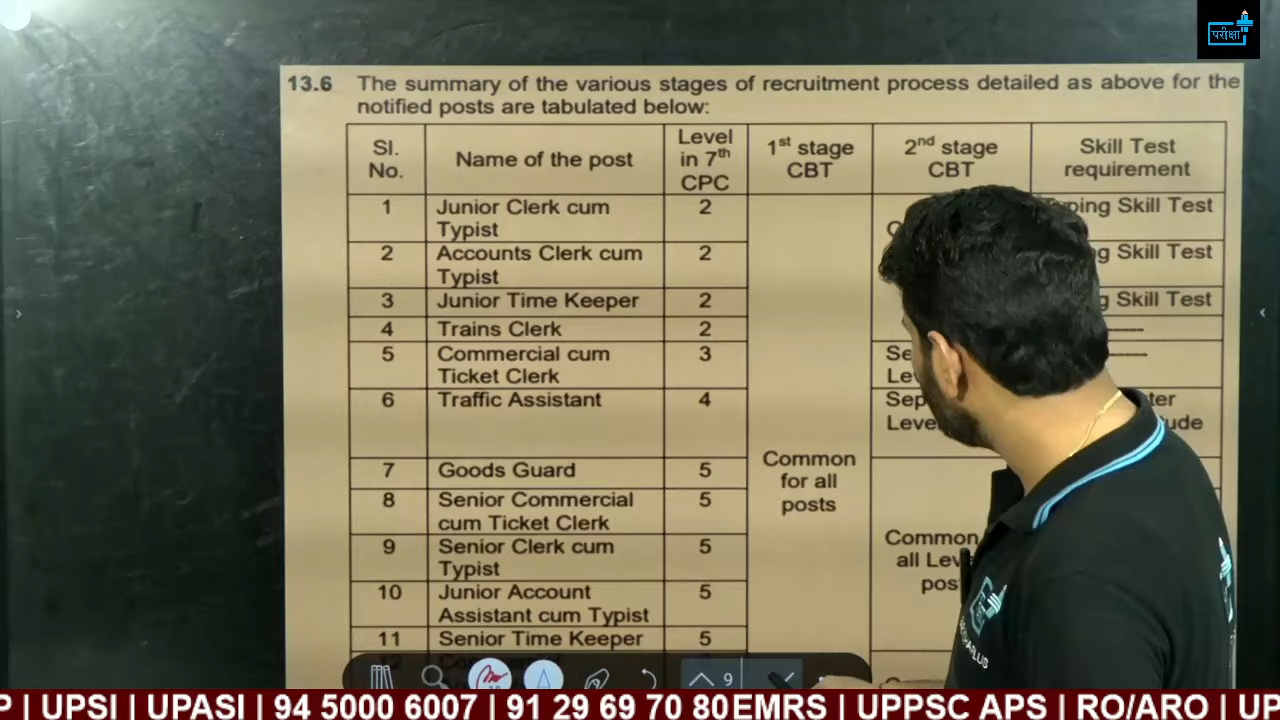 परीक्षा
13.6 The summary of the various stages of recruitment process detailed as above for the
notified posts are tabulated below:
Sl. No. Name of the post Level in 7th CPC 1st stage CBT 2nd stage CBT Skill Test requirement
1 Junior Clerk cum Typist 2 Skill Test
2 Accounts Clerk cum Typist 2 Skill Test
3 Junior Time Keeper 2 Skill Test
4 Trains Clerk 2
5 Commercial cum Ticket Clerk 3
6 Traffic Assistant 4
7 Goods Guard 5
8 Senior Commercial cum Ticket Clerk 5
9 Senior Clerk cum Typist 5
10 Junior Account Assistant cum Typist 5
11 Senior Time Keeper 5
Common
for all
posts
Common
all
9
UPSI | UPASI | 94 5000 6007 | 91 29 69 70 80 EMRS | UPPSC APS | RO/ARO |